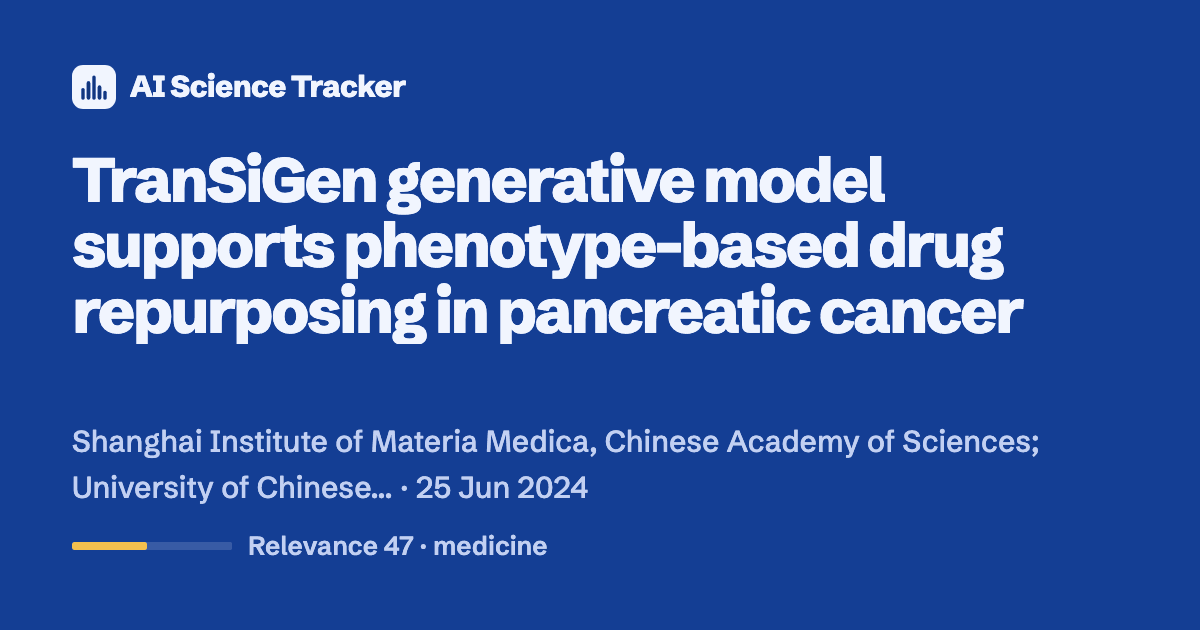 AI Science Tracker
TranSiGen generative model
supports phenotype-based drug
repurposing in pancreatic cancer
Shanghai Institute of Materia Medica, Chinese Academy of Sciences;
University of Chinese... · 25 Jun 2024
Relevance 47 · medicine